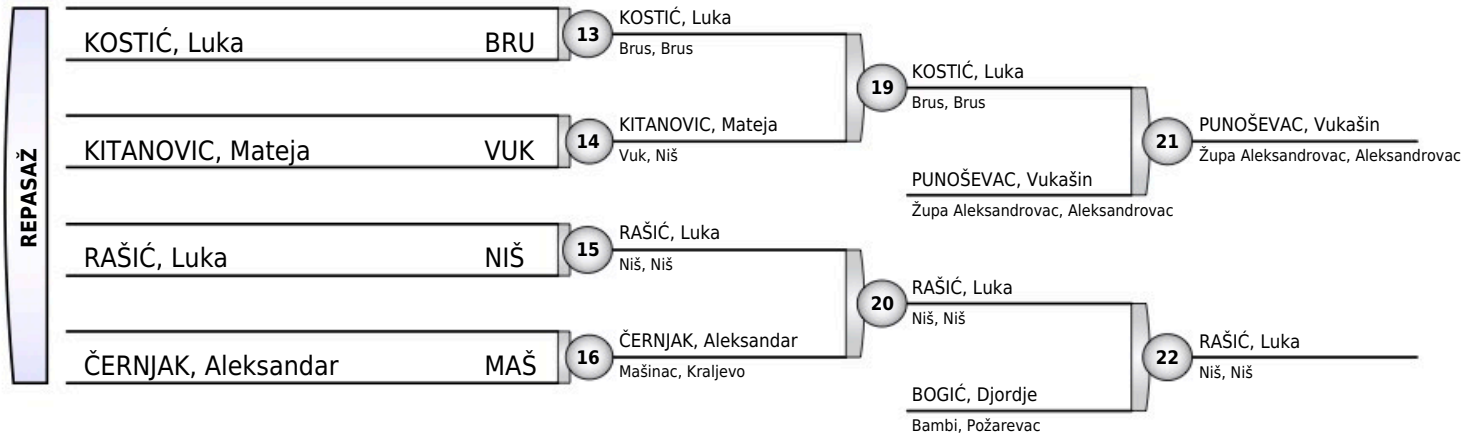 REPASAŽ
KOSTIĆ, Luka BRU
KITANOVIC, Mateja VUK
RAŠIĆ, Luka NIŠ
ČERNJAK, Aleksandar MAŠ
13
KOSTIĆ, Luka
Brus, Brus
14
KITANOVIC, Mateja
Vuk, Niš
15
RAŠIĆ, Luka
Niš, Niš
16
ČERNJAK, Aleksandar
Mašinac, Kraljevo
19
KOSTIĆ, Luka
Brus, Brus
PUNOŠEVAC, Vukašin
Župa Aleksandrovac, Aleksandrovac
20
RAŠIĆ, Luka
Niš, Niš
BOGIĆ, Djordje
Bambi, Požarevac
21
PUNOŠEVAC, Vukašin
Župa Aleksandrovac, Aleksandrovac
22
RAŠIĆ, Luka
Niš, Niš